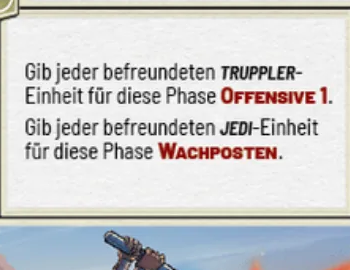 Gib jeder befreundeten TRUPPLER-
Einheit für diese Phase OFFENSIVE 1.
Gib jeder befreundeten JEDI-Einheit
für diese Phase WACHPOSTEN.